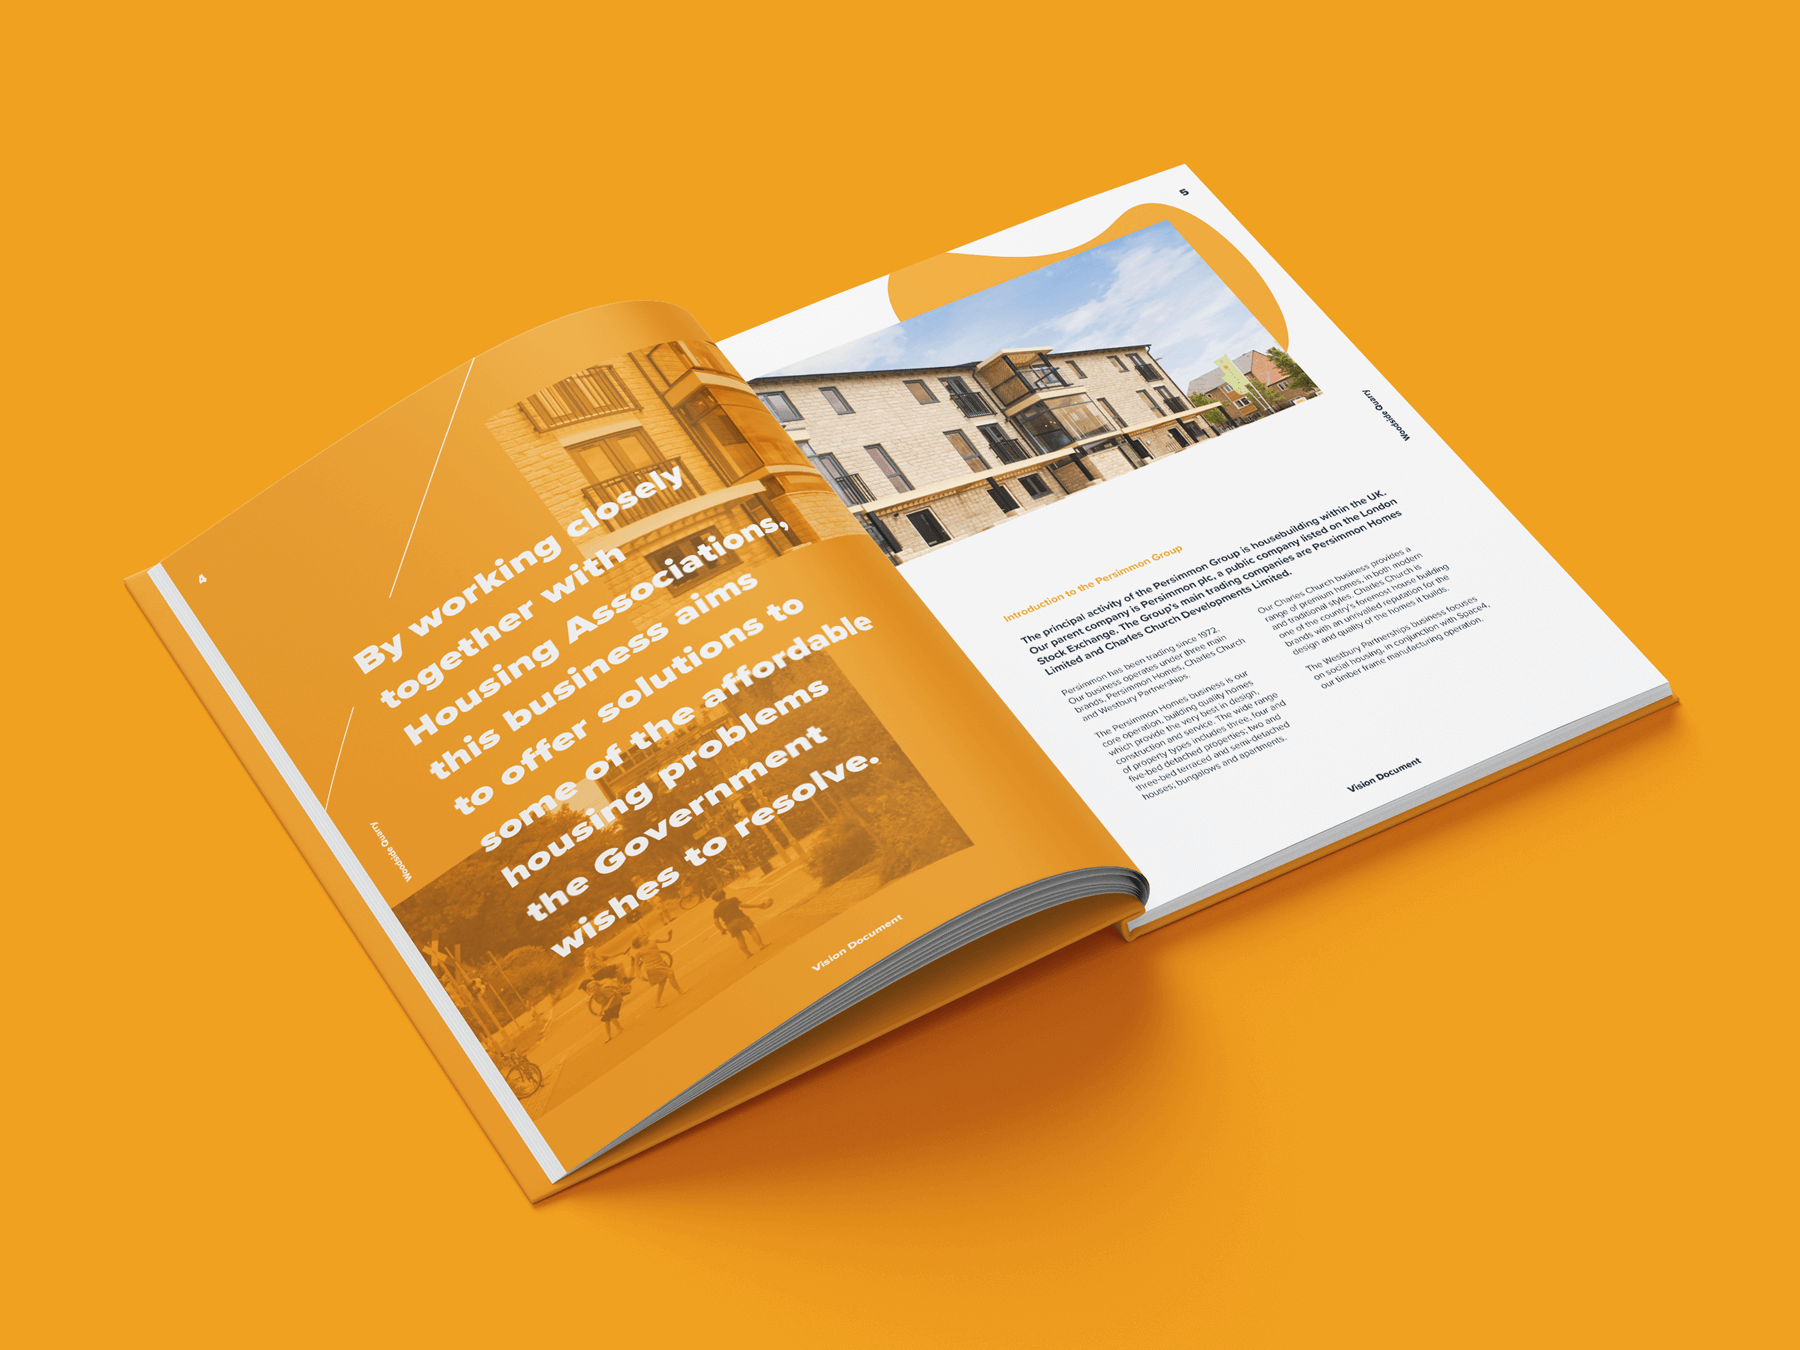 4
By working closely
together with
Housing Associations,
this business aims
to offer solutions to
some of the affordable
housing problems
the Government
wishes to resolve.
Woodside Quarry
Vision Document
5
Woodside Quarry
Introduction to the Persimmon Group
The principal activity of the Persimmon Group is housebuilding within the UK.
Our parent company is Persimmon plc, a public company listed on the London
Stock Exchange. The Group's main trading companies are Persimmon Homes
Limited and Charles Church Developments Limited.
Persimmon has been trading since 1972.
Our business operates under three main
brands, Persimmon Homes, Charles Church
and Westbury Partnerships.
The Persimmon Homes business is our
core operation, building quality homes
which provide the very best in design,
construction and service. The wide range
of property types includes three, four and
five-bed detached properties; two and
three-bed terraced and semi-detached
houses; bungalows and apartments.
Our Charles Church business provides a
range of premium homes, in both modern
and traditional styles. Charles Church is
one of the country's foremost house building
brands with an unrivalled reputation for the
design and quality of the homes it builds.
The Westbury Partnerships business focuses
on social housing, in conjunction with Space4,
our timber frame manufacturing operation.
Vision Document